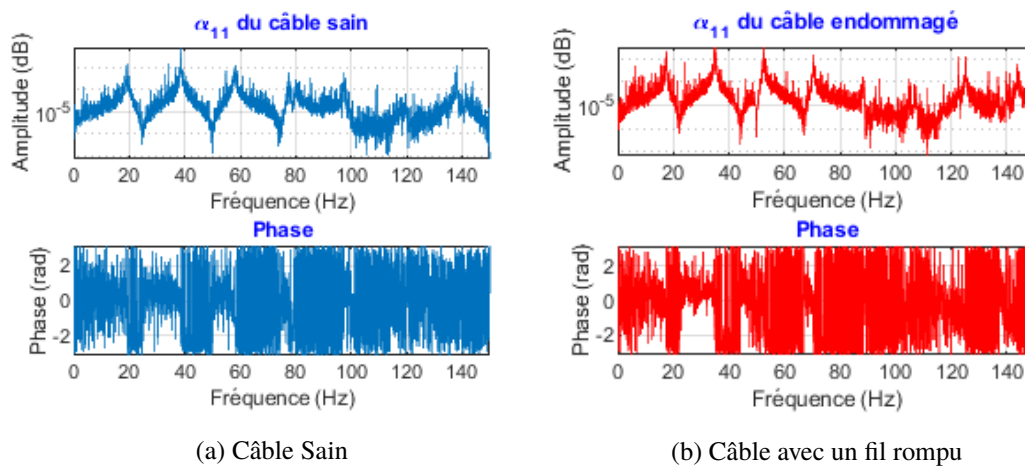 α11 du câble sain
Amplitude (dB)
10-5
0 20 40 60 80 100 120 140
Fréquence (Hz)
Phase
Phase (rad)
2
0
-2
0 20 40 60 80 100 120 140
Fréquence (Hz)
(a) Câble Sain
α11 du câble endommagé
Amplitude (dB)
10-5
0 20 40 60 80 100 120 140
Fréquence (Hz)
Phase
Phase (rad)
2
0
-2
0 20 40 60 80 100 120 140
Fréquence (Hz)
(b) Câble avec un fil rompu